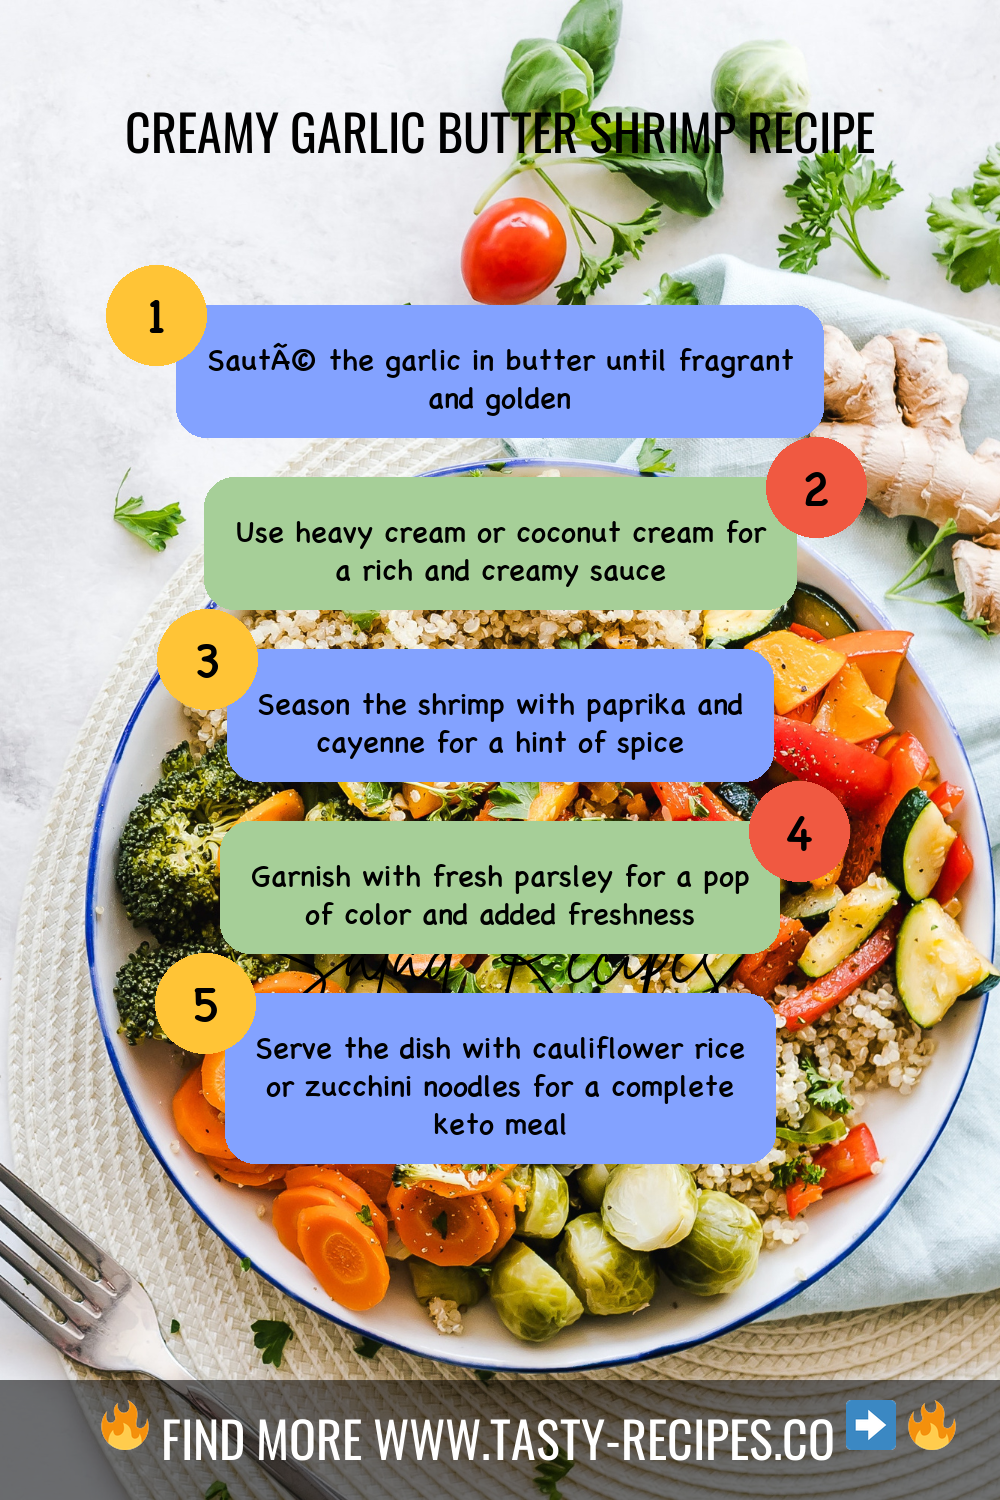 CREAMY GARLIC BUTTER SHRIMP RECIPE
1
SautÃ© the garlic in butter until fragrant
and golden
2
Use heavy cream or coconut cream for
a rich and creamy sauce
3
Season the shrimp with paprika and
cayenne for a hint of spice
4
Garnish with fresh parsley for a pop
of color and added freshness
Salad Recipes
5
Serve the dish with cauliflower rice
or zucchini noodles for a complete
keto meal
🔥 FIND MORE WWW.TASTY-RECIPES.CO ➡️ 🔥